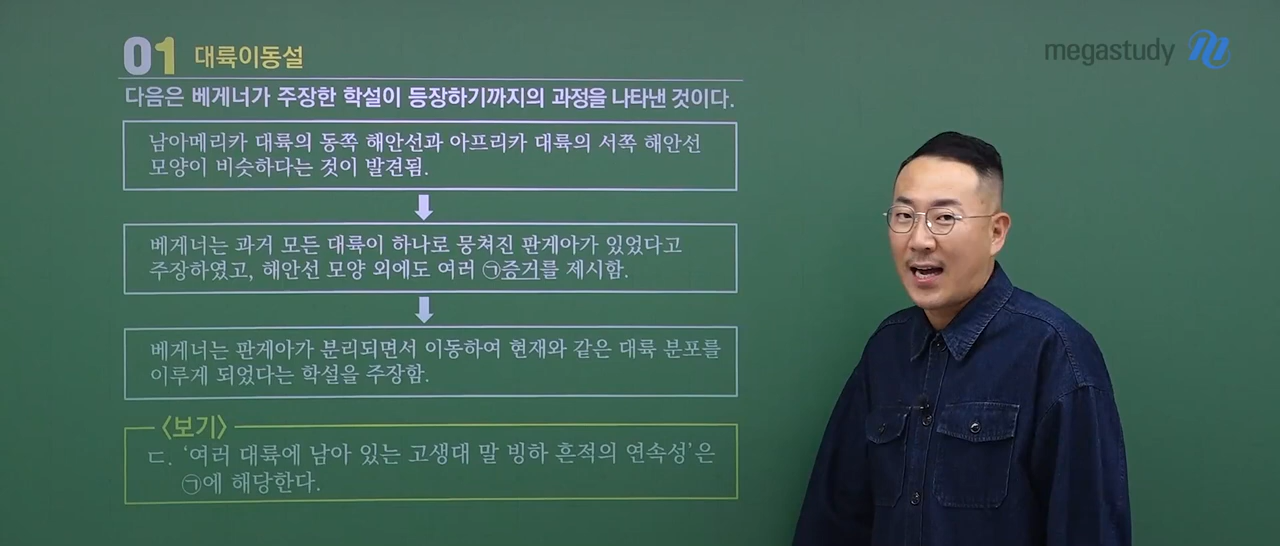 01 대륙이동설
megastudy
다음은 베게너가 주장한 학설이 등장하기까지의 과정을 나타낸 것이다.
남아메리카 대륙의 동쪽 해안선과 아프리카 대륙의 서쪽 해안선
모양이 비슷하다는 것이 발견됨.
베게너는 과거 모든 대륙이 하나로 뭉쳐진 판게아가 있었다고
주장하였고, 해안선 모양 외에도 여러 ㉠증거를 제시함.
베게너는 판게아가 분리되면서 이동하여 현재와 같은 대륙 분포를
이루게 되었다는 학설을 주장함.
〈보기〉
ㄷ. ‘여러 대륙에 남아 있는 고생대 말 빙하 흔적의 연속성’은
㉠에 해당한다.